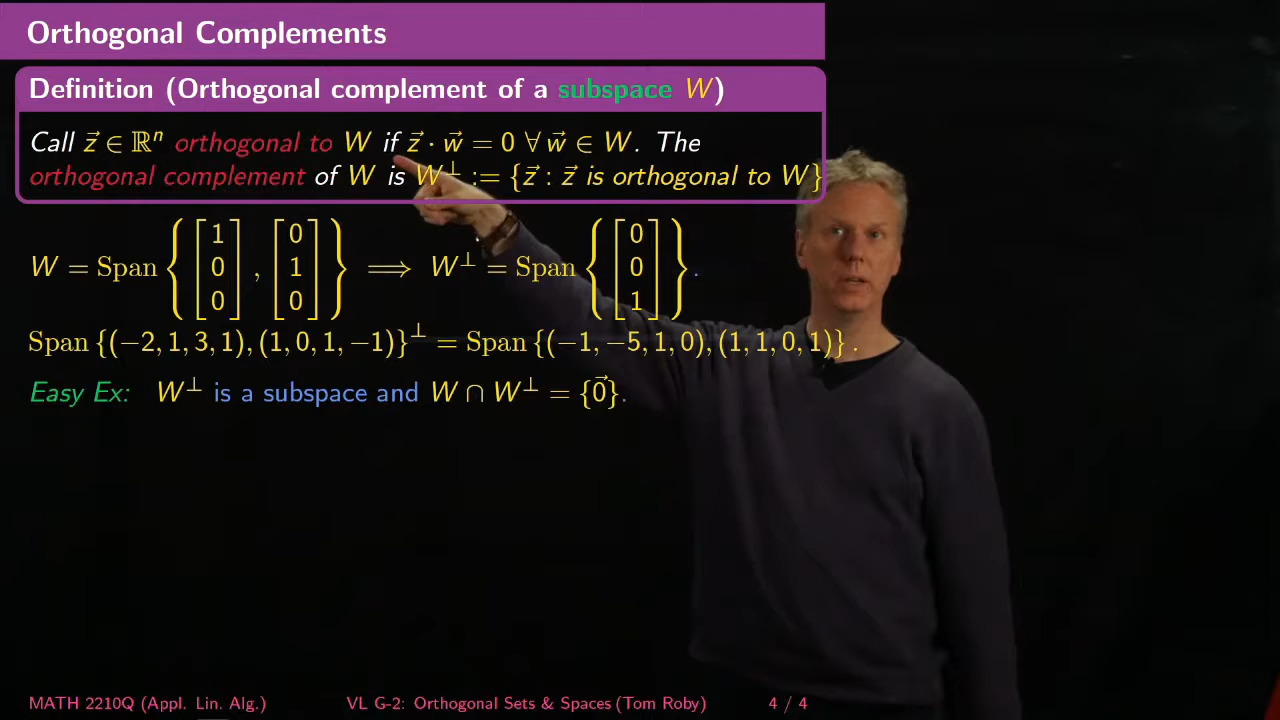 Orthogonal Complements
Definition (Orthogonal complement of a subspace W)
Call z⃗ ∈ ℝⁿ orthogonal to W if z⃗ · w⃗ = 0 ∀ w⃗ ∈ W. The
orthogonal complement of W is W⊥ := {z⃗ : z⃗ is orthogonal to W}
W = Span { [1 0 0], [0 1 0] } ⟹ W⊥ = Span { [0 0 1] }.
Span {(−2, 1, 3, 1), (1, 0, 1, −1)}⊥ = Span {(−1, −5, 1, 0), (1, 1, 0, 1)}.
Easy Ex: W⊥ is a subspace and W ∩ W⊥ = {0⃗}.
MATH 2210Q (Appl. Lin. Alg.) VL G-2: Orthogonal Sets & Spaces (Tom Roby) 4 / 4